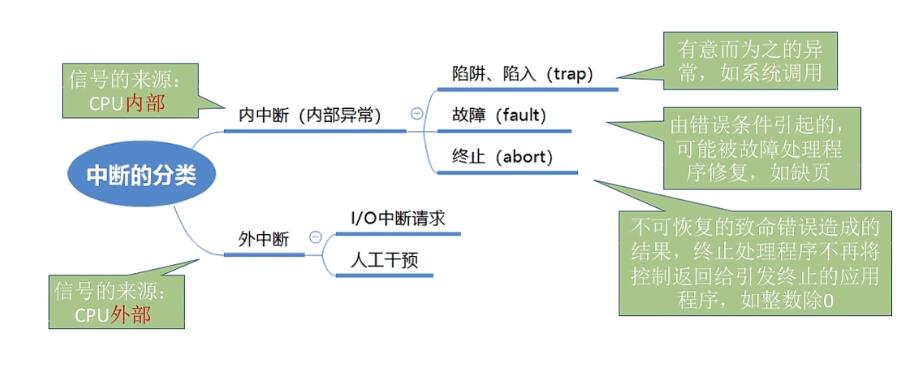 信号的来源：
CPU内部
内中断（内部异常）
陷阱、陷入（trap）
有意而为之的异
常，如系统调用
故障（fault）
由错误条件引起的，
可能被故障处理程
序修复，如缺页
终止（abort）
不可恢复的致命错误造成的
结果，终止处理程序不再将
控制返回给引发终止的应用
程序，如整数除0
中断的分类
外中断
I/O中断请求
人工干预
信号的来源：
CPU外部